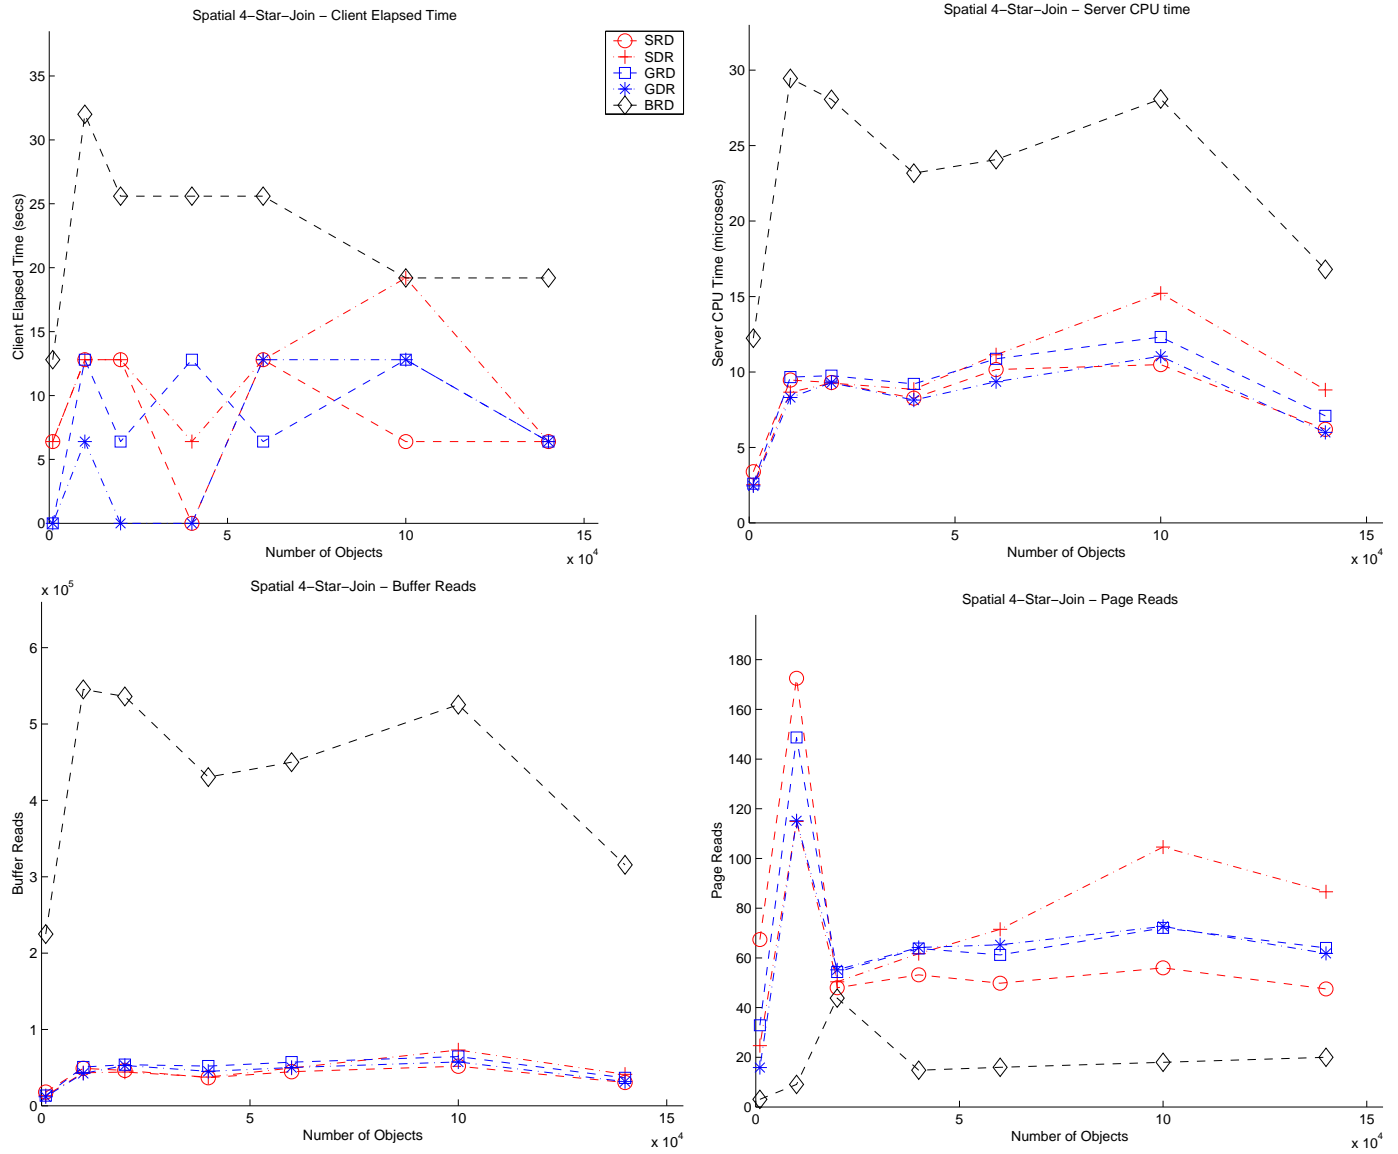 Spatial 4−Star−Join − Client Elapsed Time
SRD
SDR
GRD
GDR
BRD
Client Elapsed Time (secs)
35
30
25
20
15
10
5
0
0
5
10
15
x 10^4
Number of Objects
Spatial 4−Star−Join − Server CPU time
Server CPU Time (microsecs)
30
25
20
15
10
5
0
0
5
10
15
x 10^4
Number of Objects
Spatial 4−Star−Join − Buffer Reads
x 10^5
Buffer Reads
6
5
4
3
2
1
0
0
5
10
15
x 10^4
Number of Objects
Spatial 4−Star−Join − Page Reads
Page Reads
180
160
140
120
100
80
60
40
20
0
0
5
10
15
x 10^4
Number of Objects